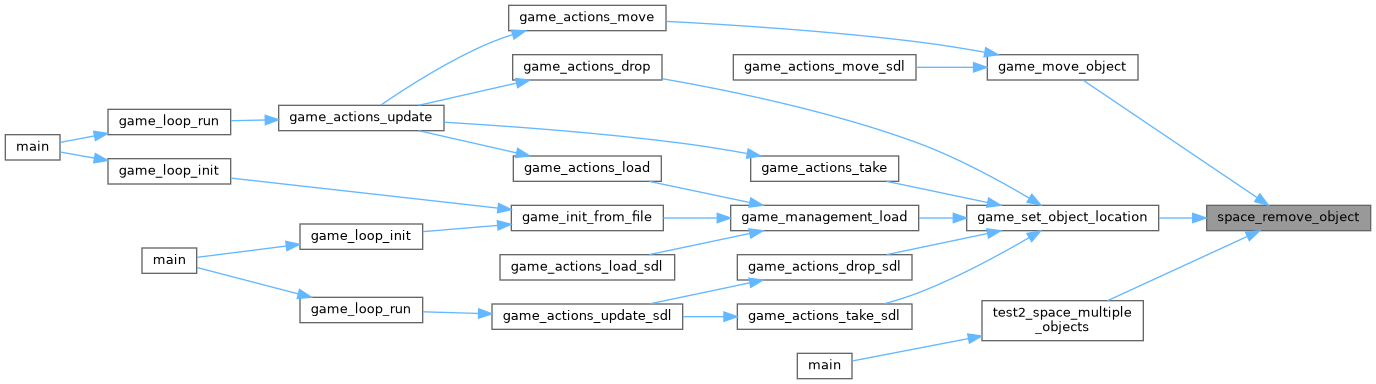 game_actions_move
game_actions_drop
game_actions_move_sdl
game_move_object
game_loop_run
game_actions_update
main
game_loop_init
game_actions_load
game_actions_take
game_init_from_file
game_management_load
game_set_object_location
space_remove_object
game_loop_init
main
game_actions_load_sdl
game_actions_drop_sdl
game_loop_run
game_actions_update_sdl
game_actions_take_sdl
test2_space_multiple
_objects
main